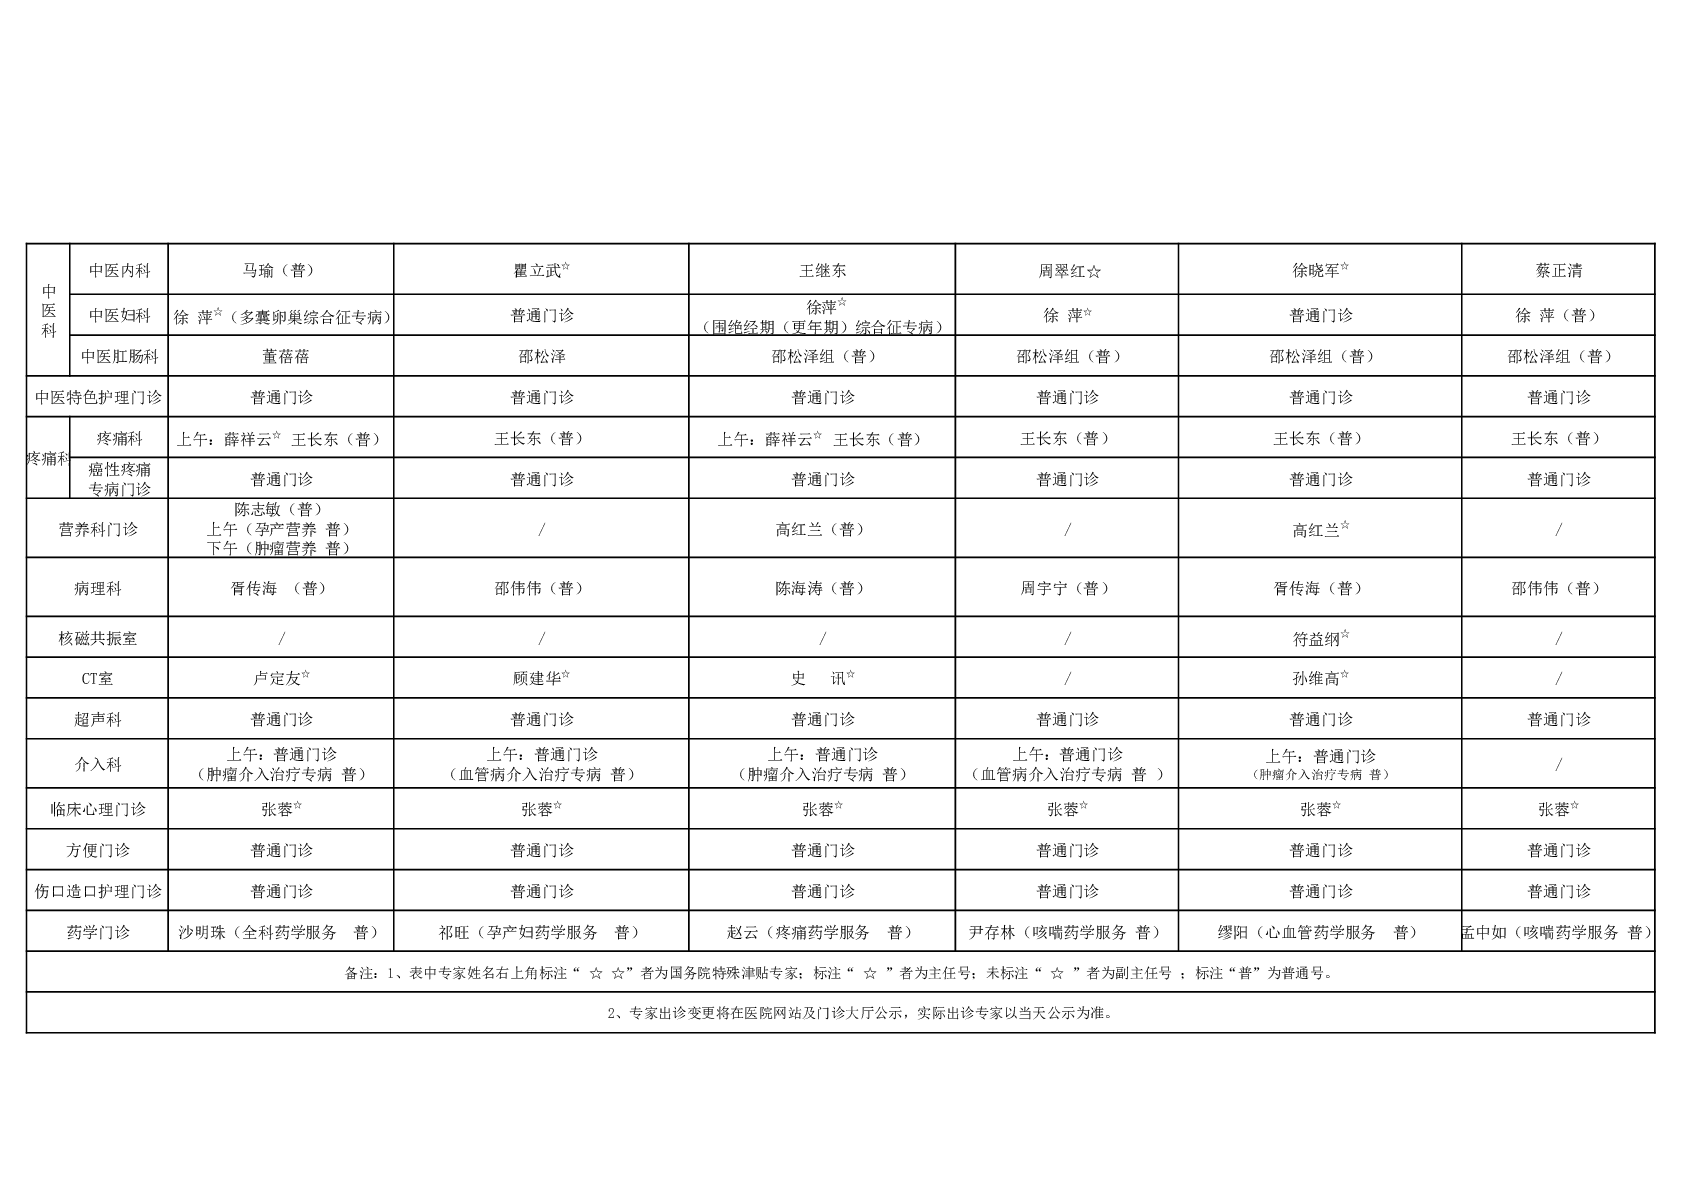 中
医
科
中医内科
马瑜（普）
瞿立武☆
王继东
周翠红☆
徐晓军☆
蔡正清
中医妇科
徐 萍☆（多囊卵巢综合征专病）
普通门诊
徐萍☆
（围绝经期（更年期）综合征专病）
徐 萍☆
普通门诊
徐 萍（普）
中医肛肠科
董蓓蓓
邵松泽
邵松泽组（普）
邵松泽组（普）
邵松泽组（普）
邵松泽组（普）
中医特色护理门诊
普通门诊
普通门诊
普通门诊
普通门诊
普通门诊
普通门诊
疼痛科
疼痛科
上午：薛祥云☆ 王长东（普）
王长东（普）
上午：薛祥云☆ 王长东（普）
王长东（普）
王长东（普）
王长东（普）
癌性疼痛
专病门诊
普通门诊
普通门诊
普通门诊
普通门诊
普通门诊
普通门诊
营养科门诊
陈志敏（普）
上午（孕产营养 普）
下午（肿瘤营养 普）
/
高红兰（普）
/
高红兰☆
/
病理科
胥传海 （普）
邵伟伟（普）
陈海涛（普）
周宇宁（普）
胥传海（普）
邵伟伟（普）
核磁共振室
/
/
/
/
符益纲☆
/
CT室
卢定友☆
顾建华☆
史 讯☆
/
孙维高☆
/
超声科
普通门诊
普通门诊
普通门诊
普通门诊
普通门诊
普通门诊
介入科
上午：普通门诊
（肿瘤介入治疗专病 普）
上午：普通门诊
（血管病介入治疗专病 普）
上午：普通门诊
（肿瘤介入治疗专病 普）
上午：普通门诊
（血管病介入治疗专病 普 ）
上午：普通门诊
（肿瘤介入治疗专病 普）
/
临床心理门诊
张蓉☆
张蓉☆
张蓉☆
张蓉☆
张蓉☆
张蓉☆
方便门诊
普通门诊
普通门诊
普通门诊
普通门诊
普通门诊
普通门诊
伤口造口护理门诊
普通门诊
普通门诊
普通门诊
普通门诊
普通门诊
普通门诊
药学门诊
沙明珠（全科药学服务 普）
祁旺（孕产妇药学服务 普）
赵云（疼痛药学服务 普）
尹存林（咳喘药学服务 普）
缪阳（心血管药学服务 普）
孟中如（咳喘药学服务 普）
备注：1、表中专家姓名右上角标注“ ☆ ☆”者为国务院特殊津贴专家；标注“ ☆ ”者为主任号；未标注“ ☆ ”者为副主任号 ；标注“普”为普通号。
2、专家出诊变更将在医院网站及门诊大厅公示，实际出诊专家以当天公示为准。